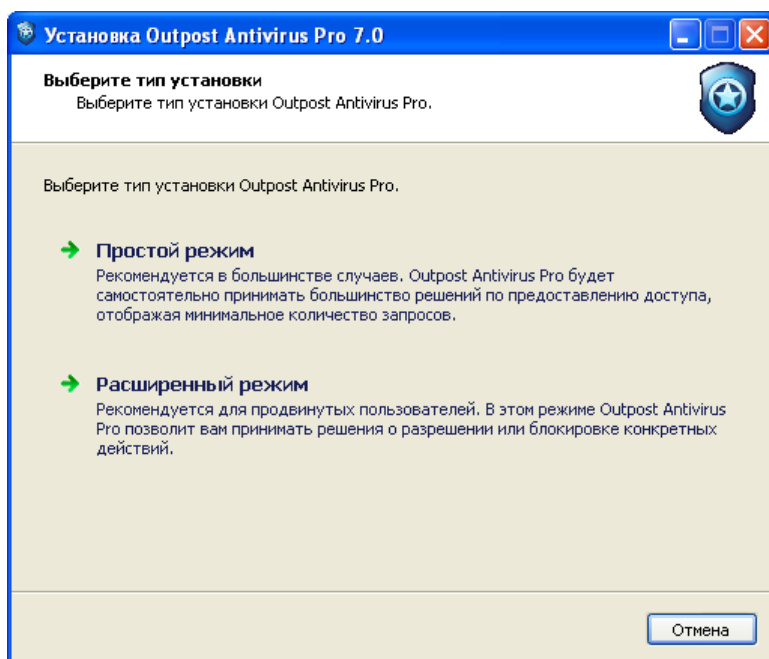 Установка Outpost Antivirus Pro 7.0
Выберите тип установки
Выберите тип установки Outpost Antivirus Pro.
Выберите тип установки Outpost Antivirus Pro.
Простой режим
Рекомендуется в большинстве случаев. Outpost Antivirus Pro будет
самостоятельно принимать большинство решений по предоставлению доступа,
отображая минимальное количество запросов.
Расширенный режим
Рекомендуется для продвинутых пользователей. В этом режиме Outpost Antivirus
Pro позволит вам принимать решения о разрешении или блокировке конкретных
действий.
Отмена